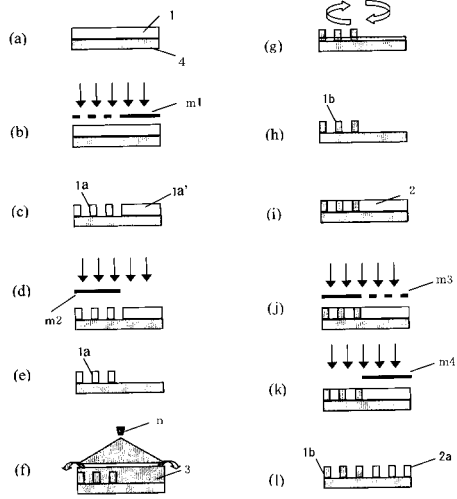 (a)
1
4
(b)
m1
(c)
1a
1a'
(d)
m2
(e)
1a
(f)
n
3
(g)
(h)
1b
(i)
2
(j)
m3
(k)
m4
(l)
1b
2a